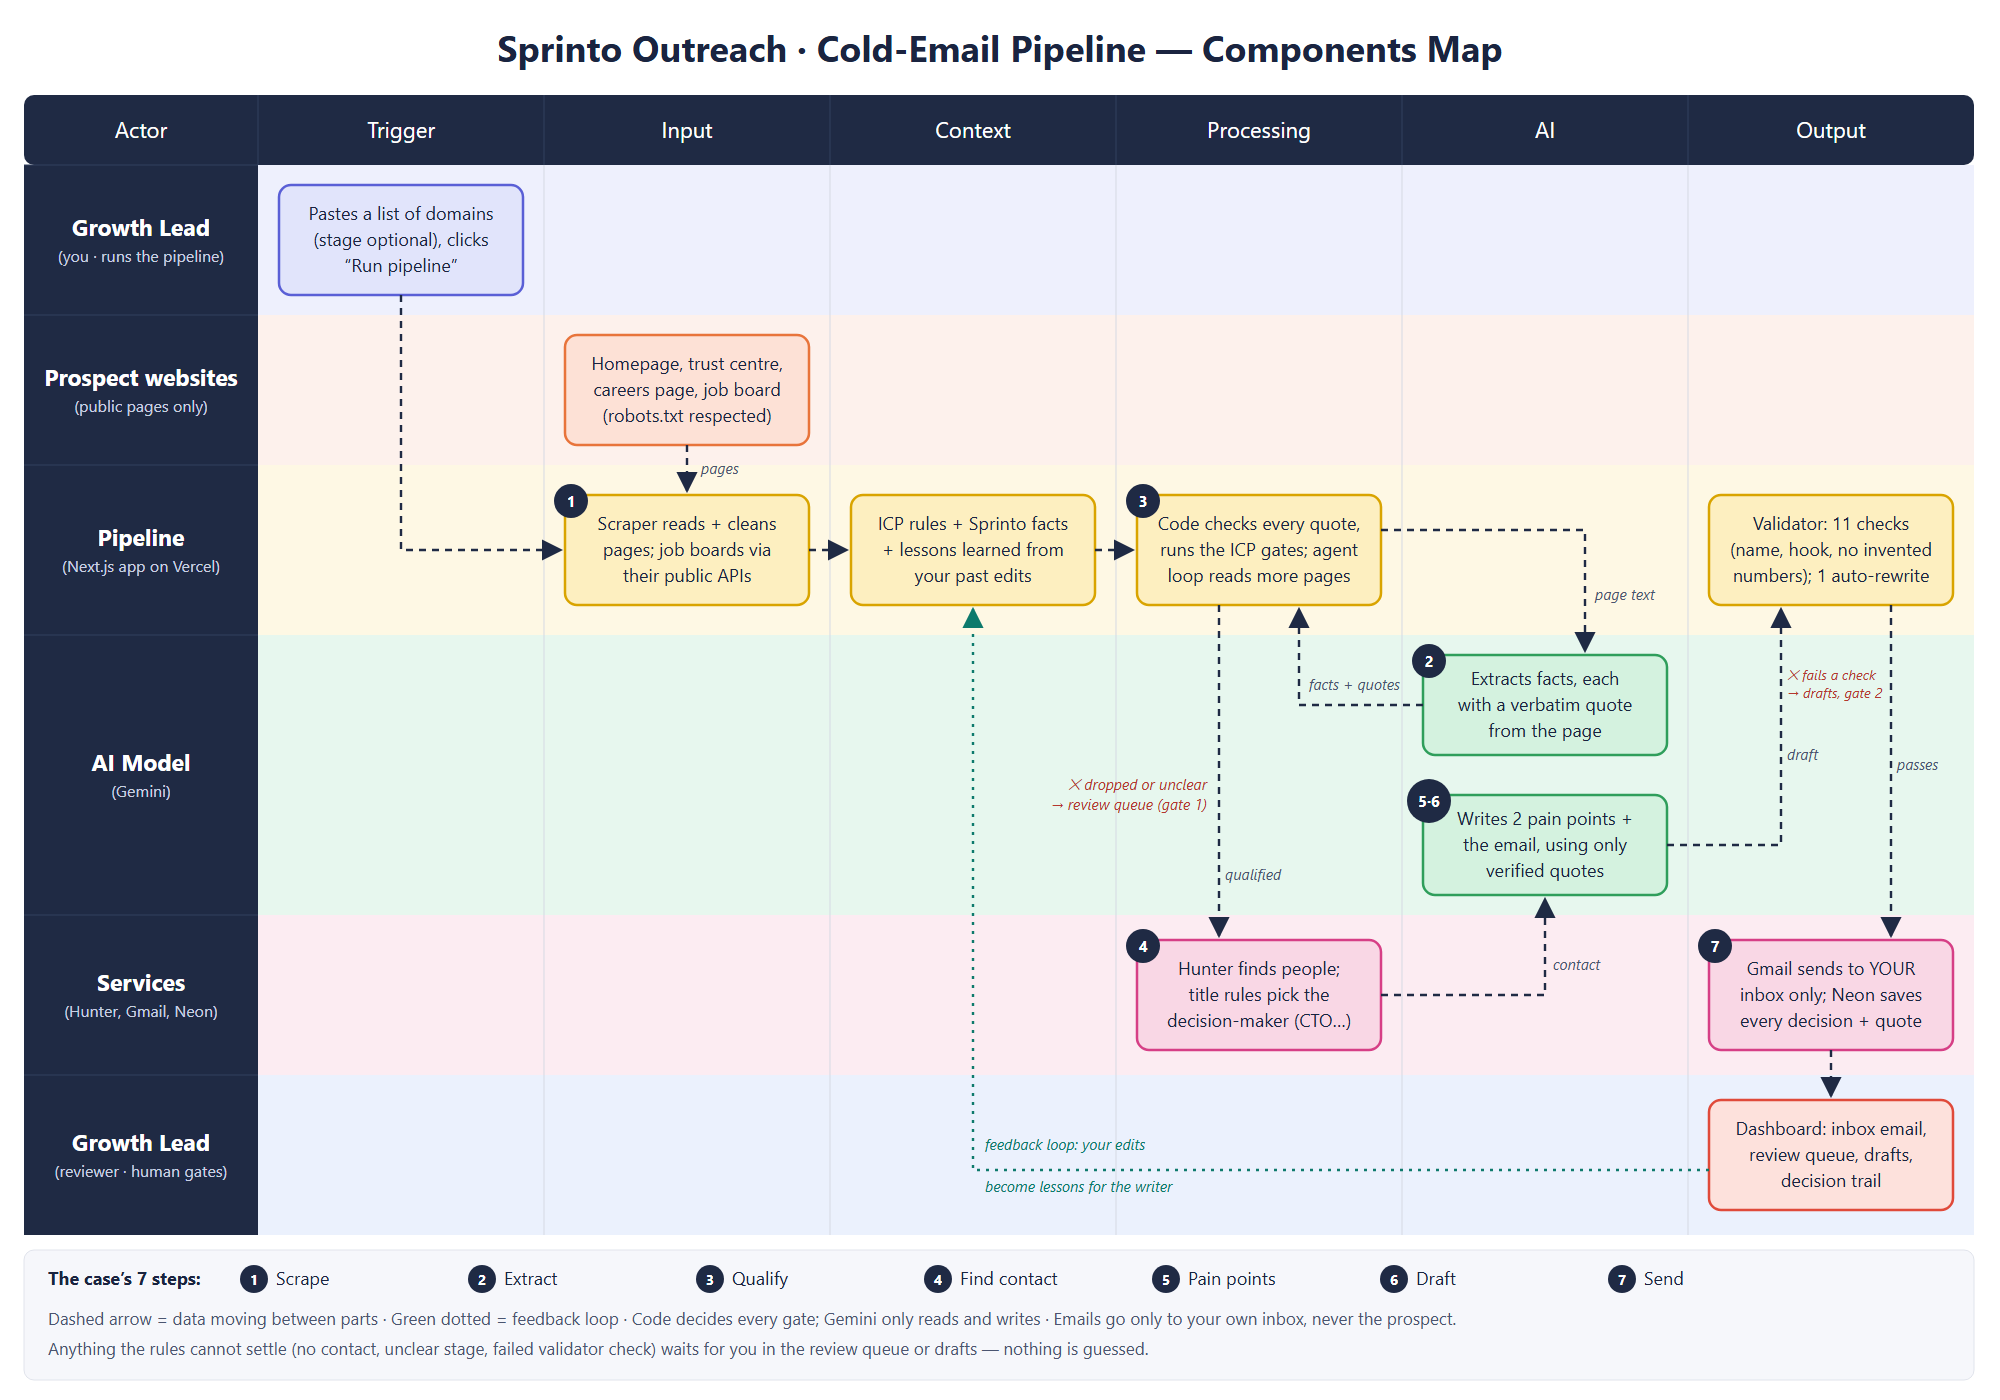 Sprinto Outreach · Cold-Email Pipeline — Components Map
Actor
Trigger
Input
Context
Processing
AI
Output
Growth Lead
(you · runs the pipeline)
Pastes a list of domains
(stage optional), clicks
“Run pipeline”
Prospect websites
(public pages only)
Homepage, trust centre,
careers page, job board
(robots.txt respected)
pages
Pipeline
(Next.js app on Vercel)
1
Scraper reads + cleans
pages; job boards via
their public APIs
ICP rules + Sprinto facts
+ lessons learned from
your past edits
3
Code checks every quote,
runs the ICP gates; agent
loop reads more pages
page text
Validator: 11 checks
(name, hook, no invented
numbers); 1 auto-rewrite
AI Model
(Gemini)
2
Extracts facts, each
with a verbatim quote
from the page
facts + quotes
✕ fails a check
→ drafts, gate 2
draft
passes
✕ dropped or unclear
→ review queue (gate 1)
qualified
5-6
Writes 2 pain points +
the email, using only
verified quotes
Services
(Hunter, Gmail, Neon)
4
Hunter finds people;
title rules pick the
decision-maker (CTO…)
contact
7
Gmail sends to YOUR
inbox only; Neon saves
every decision + quote
Growth Lead
(reviewer · human gates)
feedback loop: your edits
become lessons for the writer
Dashboard: inbox email,
review queue, drafts,
decision trail
The case’s 7 steps:
1 Scrape
2 Extract
3 Qualify
4 Find contact
5 Pain points
6 Draft
7 Send
Dashed arrow = data moving between parts · Green dotted = feedback loop · Code decides every gate; Gemini only reads and writes · Emails go only to your own inbox, never the prospect.
Anything the rules cannot settle (no contact, unclear stage, failed validator check) waits for you in the review queue or drafts — nothing is guessed.